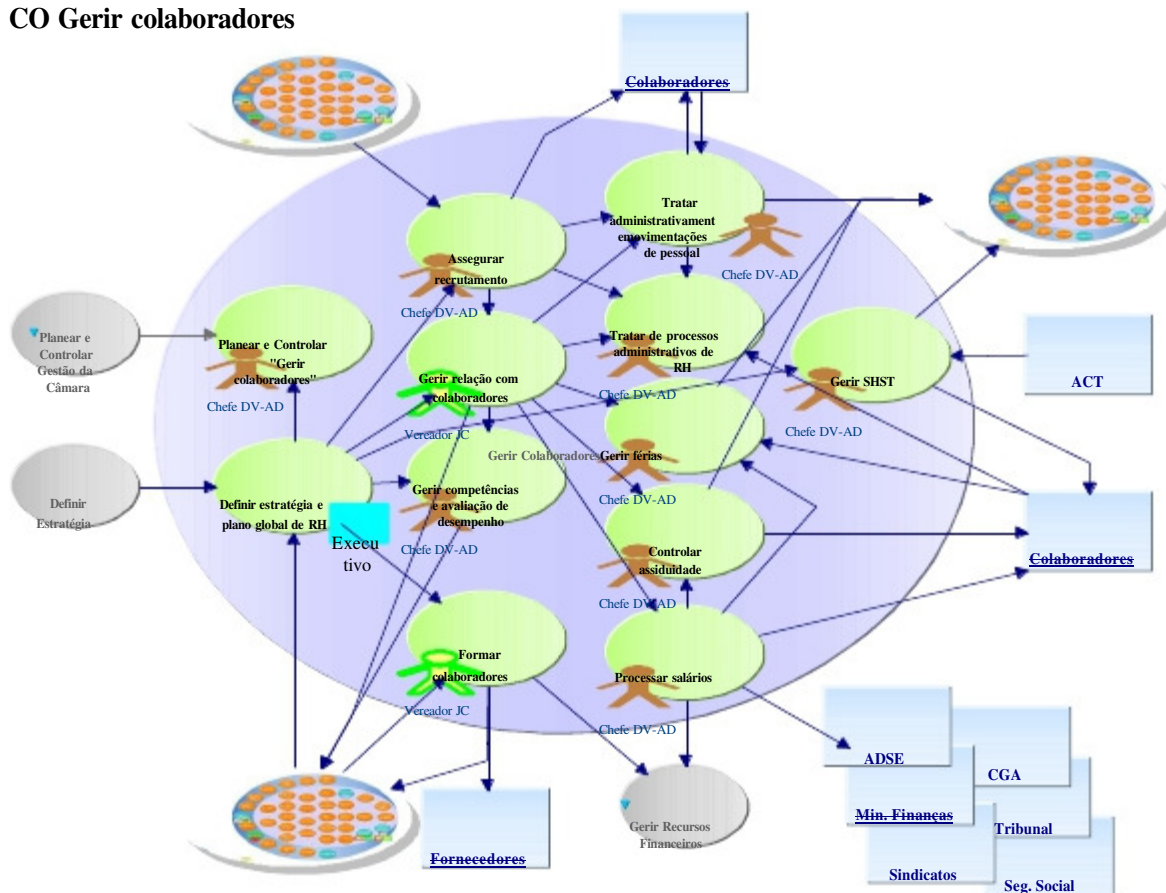 CO Gerir colaboradores
Colaboradores
Tratar
administrativament
emovimentações
de pessoal
Assegurar
recrutamento
Chefe DV-AD
Chefe DV-AD
Planear e
Controlar
Gestão da
Câmara
Planear e Controlar
"Gerir
colaboradores"
Chefe DV-AD
Gerir relação com
colaboradores
Vereador JC
Tratar de processos
administrativos de
RH
Chefe DV-AD
Gerir SHST
Chefe DV-AD
ACT
Gerir Colaboradores
Gerir férias
Chefe DV-AD
Definir
Estratégia
Definir estratégia e
plano global de RH
Execu
tivo
Gerir competências
e avaliação de
desempenho
Chefe DV-AD
Controlar
assiduidade
Chefe DV-AD
Colaboradores
Formar
colaboradores
Vereador JC
Processar salários
Chefe DV-AD
ADSE
CGA
Min. Finanças
Tribunal
Sindicatos
Seg. Social
Gerir Recursos
Financeiros
Fornecedores